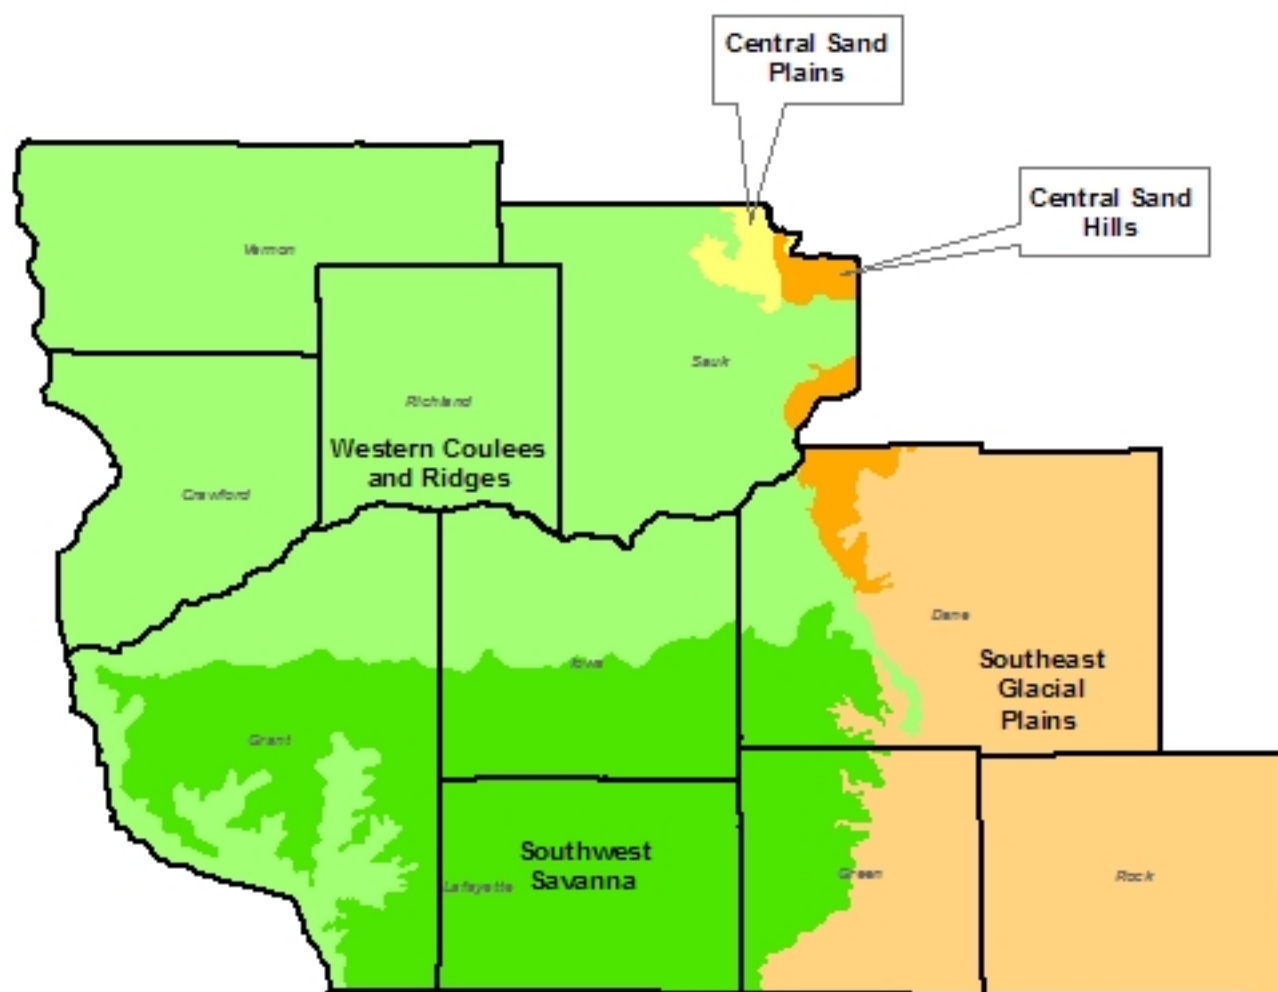 Central Sand
Plains
Central Sand
Hills
Vernon
Sauk
Richland
Western Coulees
and Ridges
Crawford
Dane
Iowa
Southeast
Glacial
Plains
Grant
Southwest
Savanna
Lafayette
Green
Rock